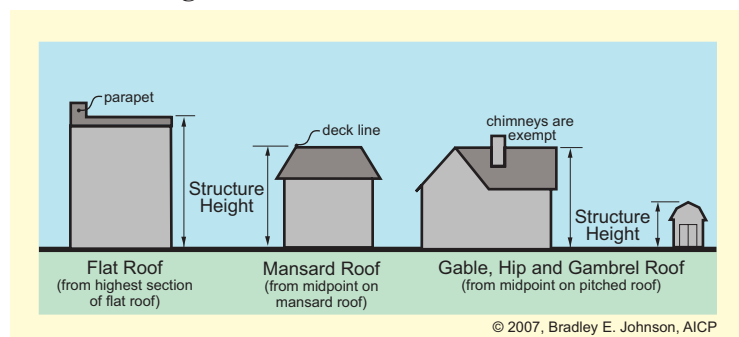 parapet
deck line
chimneys are
exempt
Structure
Height
Structure
Height
Flat Roof
(from highest section
of flat roof)
Mansard Roof
(from midpoint on
mansard roof)
Gable, Hip and Gambrel Roof
(from midpoint on pitched roof)
© 2007, Bradley E. Johnson, AICP